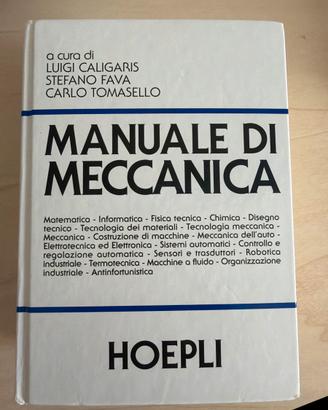 a cura di
LUIGI CALIGARIS
STEFANO FAVA
CARLO TOMASELLO
MANUALE DI
MECCANICA
Matematica - Informatica - Fisica tecnica - Chimica - Disegno
tecnico - Tecnologia dei materiali - Tecnologia meccanica -
Meccanica - Costruzione di macchine - Meccanica dell'auto -
Elettrotecnica ed Elettronica - Sistemi automatici - Controllo e
regolazione automatica - Sensori e trasduttori - Robotica
industriale - Termotecnica - Macchine a fluido - Organizzazione
industriale - Antinfortunistica
HOEPLI